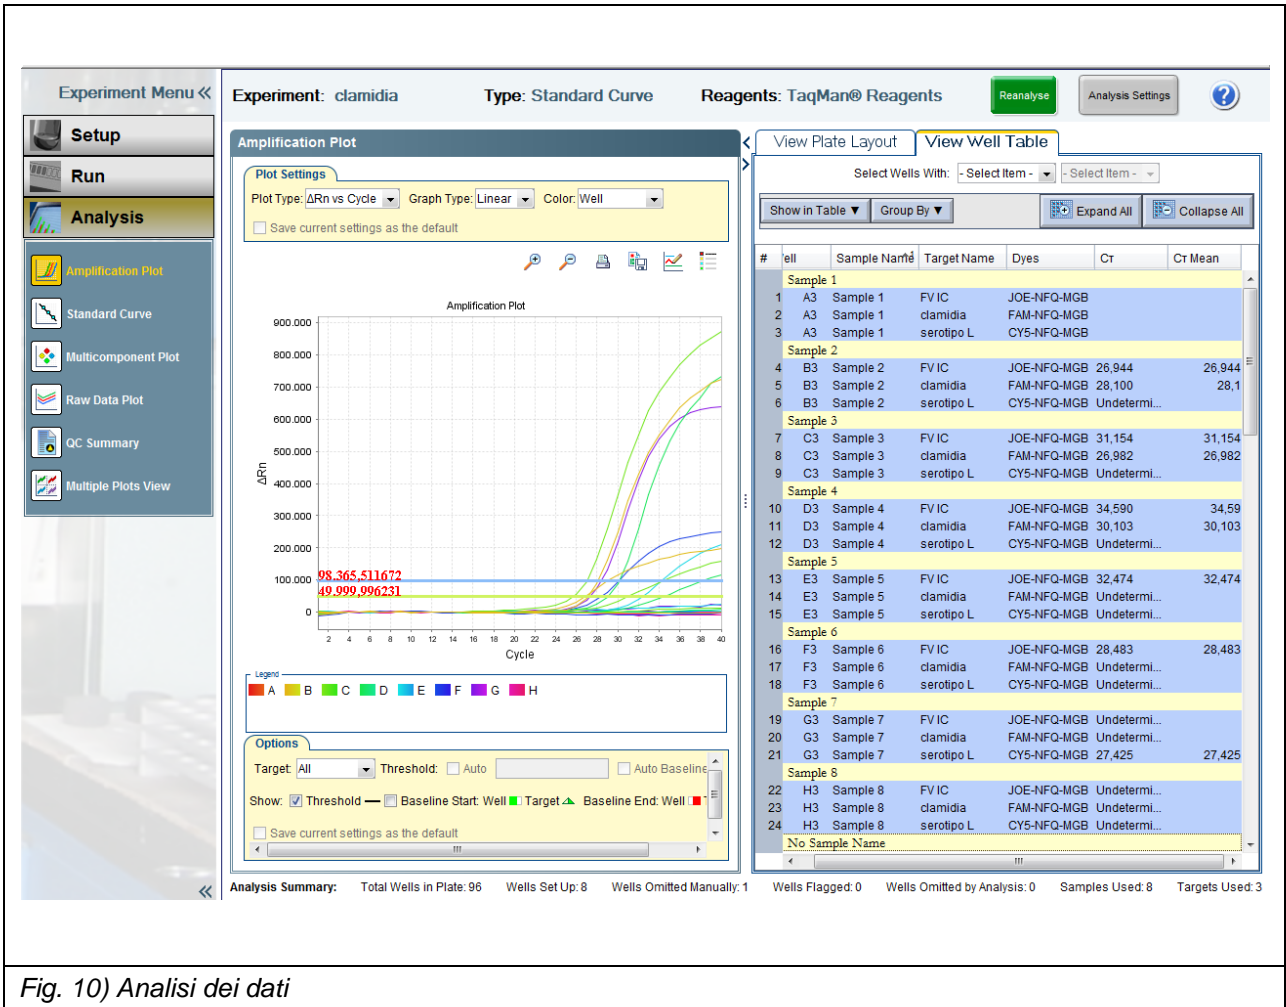 Experiment Menu «
Experiment: clamidia Type: Standard Curve Reagents: TaqMan® Reagents Reanalyse Analysis Settings ?
Setup
Run
Analysis
Amplification Plot
Standard Curve
Multicomponent Plot
Raw Data Plot
QC Summary
Multiple Plots View
«
Amplification Plot
Plot Settings
Plot Type: ΔRn vs Cycle Graph Type: Linear Color: Well
Save current settings as the default
Amplification Plot
900.000
800.000
700.000
600.000
500.000
400.000
300.000
200.000
100.000
0
ΔRn
98.365,511672
49.999,996231
2 4 6 8 10 12 14 16 18 20 22 24 26 28 30 32 34 36 38 40
Cycle
Legend
A B C D E F G H
Options
Target: All Threshold: Auto Auto Baseline
Show: Threshold Baseline Start: Well Target Baseline End: Well
Save current settings as the default
View Plate Layout View Well Table
Select Wells With: - Select Item - - Select Item -
Show in Table ▼ Group By ▼ Expand All Collapse All
# ell Sample Name Target Name Dyes Cт Cт Mean
Sample 1
1 A3 Sample 1 FV IC JOE-NFQ-MGB
2 A3 Sample 1 clamidia FAM-NFQ-MGB
3 A3 Sample 1 serotipo L CY5-NFQ-MGB
Sample 2
4 B3 Sample 2 FV IC JOE-NFQ-MGB 26,944 26,944
5 B3 Sample 2 clamidia FAM-NFQ-MGB 28,100 28,1
6 B3 Sample 2 serotipo L CY5-NFQ-MGB Undetermi...
Sample 3
7 C3 Sample 3 FV IC JOE-NFQ-MGB 31,154 31,154
8 C3 Sample 3 clamidia FAM-NFQ-MGB 26,982 26,982
9 C3 Sample 3 serotipo L CY5-NFQ-MGB Undetermi...
Sample 4
10 D3 Sample 4 FV IC JOE-NFQ-MGB 34,590 34,59
11 D3 Sample 4 clamidia FAM-NFQ-MGB 30,103 30,103
12 D3 Sample 4 serotipo L CY5-NFQ-MGB Undetermi...
Sample 5
13 E3 Sample 5 FV IC JOE-NFQ-MGB 32,474 32,474
14 E3 Sample 5 clamidia FAM-NFQ-MGB Undetermi...
15 E3 Sample 5 serotipo L CY5-NFQ-MGB Undetermi...
Sample 6
16 F3 Sample 6 FV IC JOE-NFQ-MGB 28,483 28,483
17 F3 Sample 6 clamidia FAM-NFQ-MGB Undetermi...
18 F3 Sample 6 serotipo L CY5-NFQ-MGB Undetermi...
Sample 7
19 G3 Sample 7 FV IC JOE-NFQ-MGB Undetermi...
20 G3 Sample 7 clamidia FAM-NFQ-MGB Undetermi...
21 G3 Sample 7 serotipo L CY5-NFQ-MGB 27,425 27,425
Sample 8
22 H3 Sample 8 FV IC JOE-NFQ-MGB Undetermi...
23 H3 Sample 8 clamidia FAM-NFQ-MGB Undetermi...
24 H3 Sample 8 serotipo L CY5-NFQ-MGB Undetermi...
No Sample Name
Analysis Summary: Total Wells in Plate: 96 Wells Set Up: 8 Wells Omitted Manually: 1 Wells Flagged: 0 Wells Omitted by Analysis: 0 Samples Used: 8 Targets Used: 3
Fig. 10) Analisi dei dati